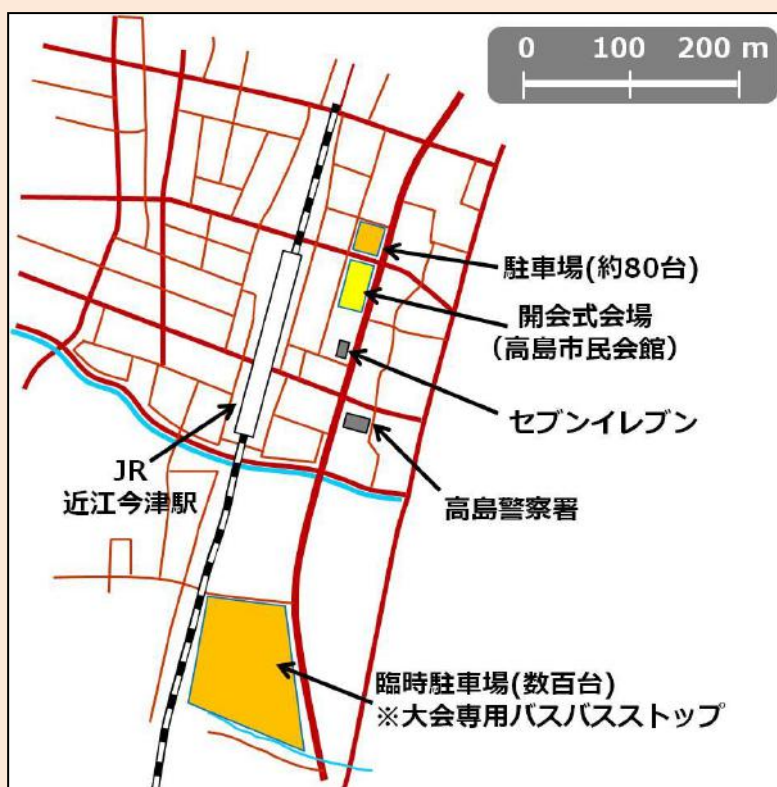 0 100 200 m
駐車場(約80台)
開会式会場
（高島市民会館）
セブンイレブン
JR
近江今津駅
高島警察署
臨時駐車場(数百台)
※大会専用バスバスストップ